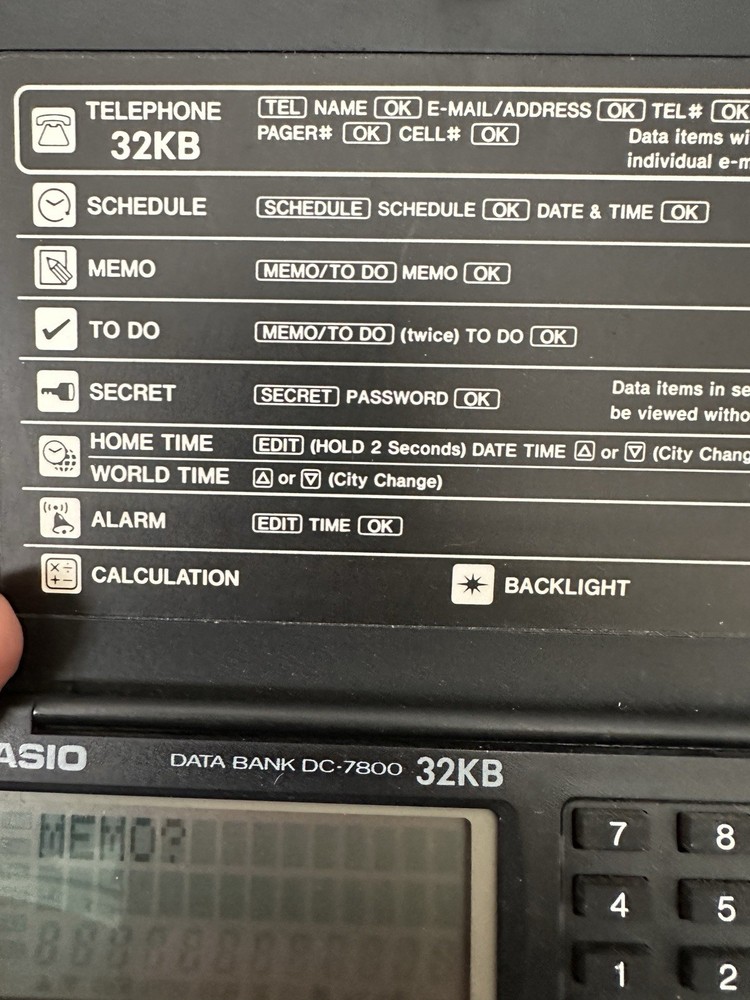 TELEPHONE
32KB
TEL NAME OK E-MAIL/ADDRESS OK TEL# OK
PAGER# OK CELL# OK
Data items wi
individual e-m
SCHEDULE SCHEDULE SCHEDULE OK DATE & TIME OK
MEMO MEMO/TO DO MEMO OK
TO DO MEMO/TO DO (twice) TO DO OK
SECRET SECRET PASSWORD OK
Data items in se
be viewed witho
HOME TIME EDIT (HOLD 2 Seconds) DATE TIME △ or ▽ (City Chang
WORLD TIME △ or ▽ (City Change)
ALARM EDIT TIME OK
CALCULATION
BACKLIGHT
ASIO DATA BANK DC-7800 32KB
MEMO?
7 8
4 5
1 2